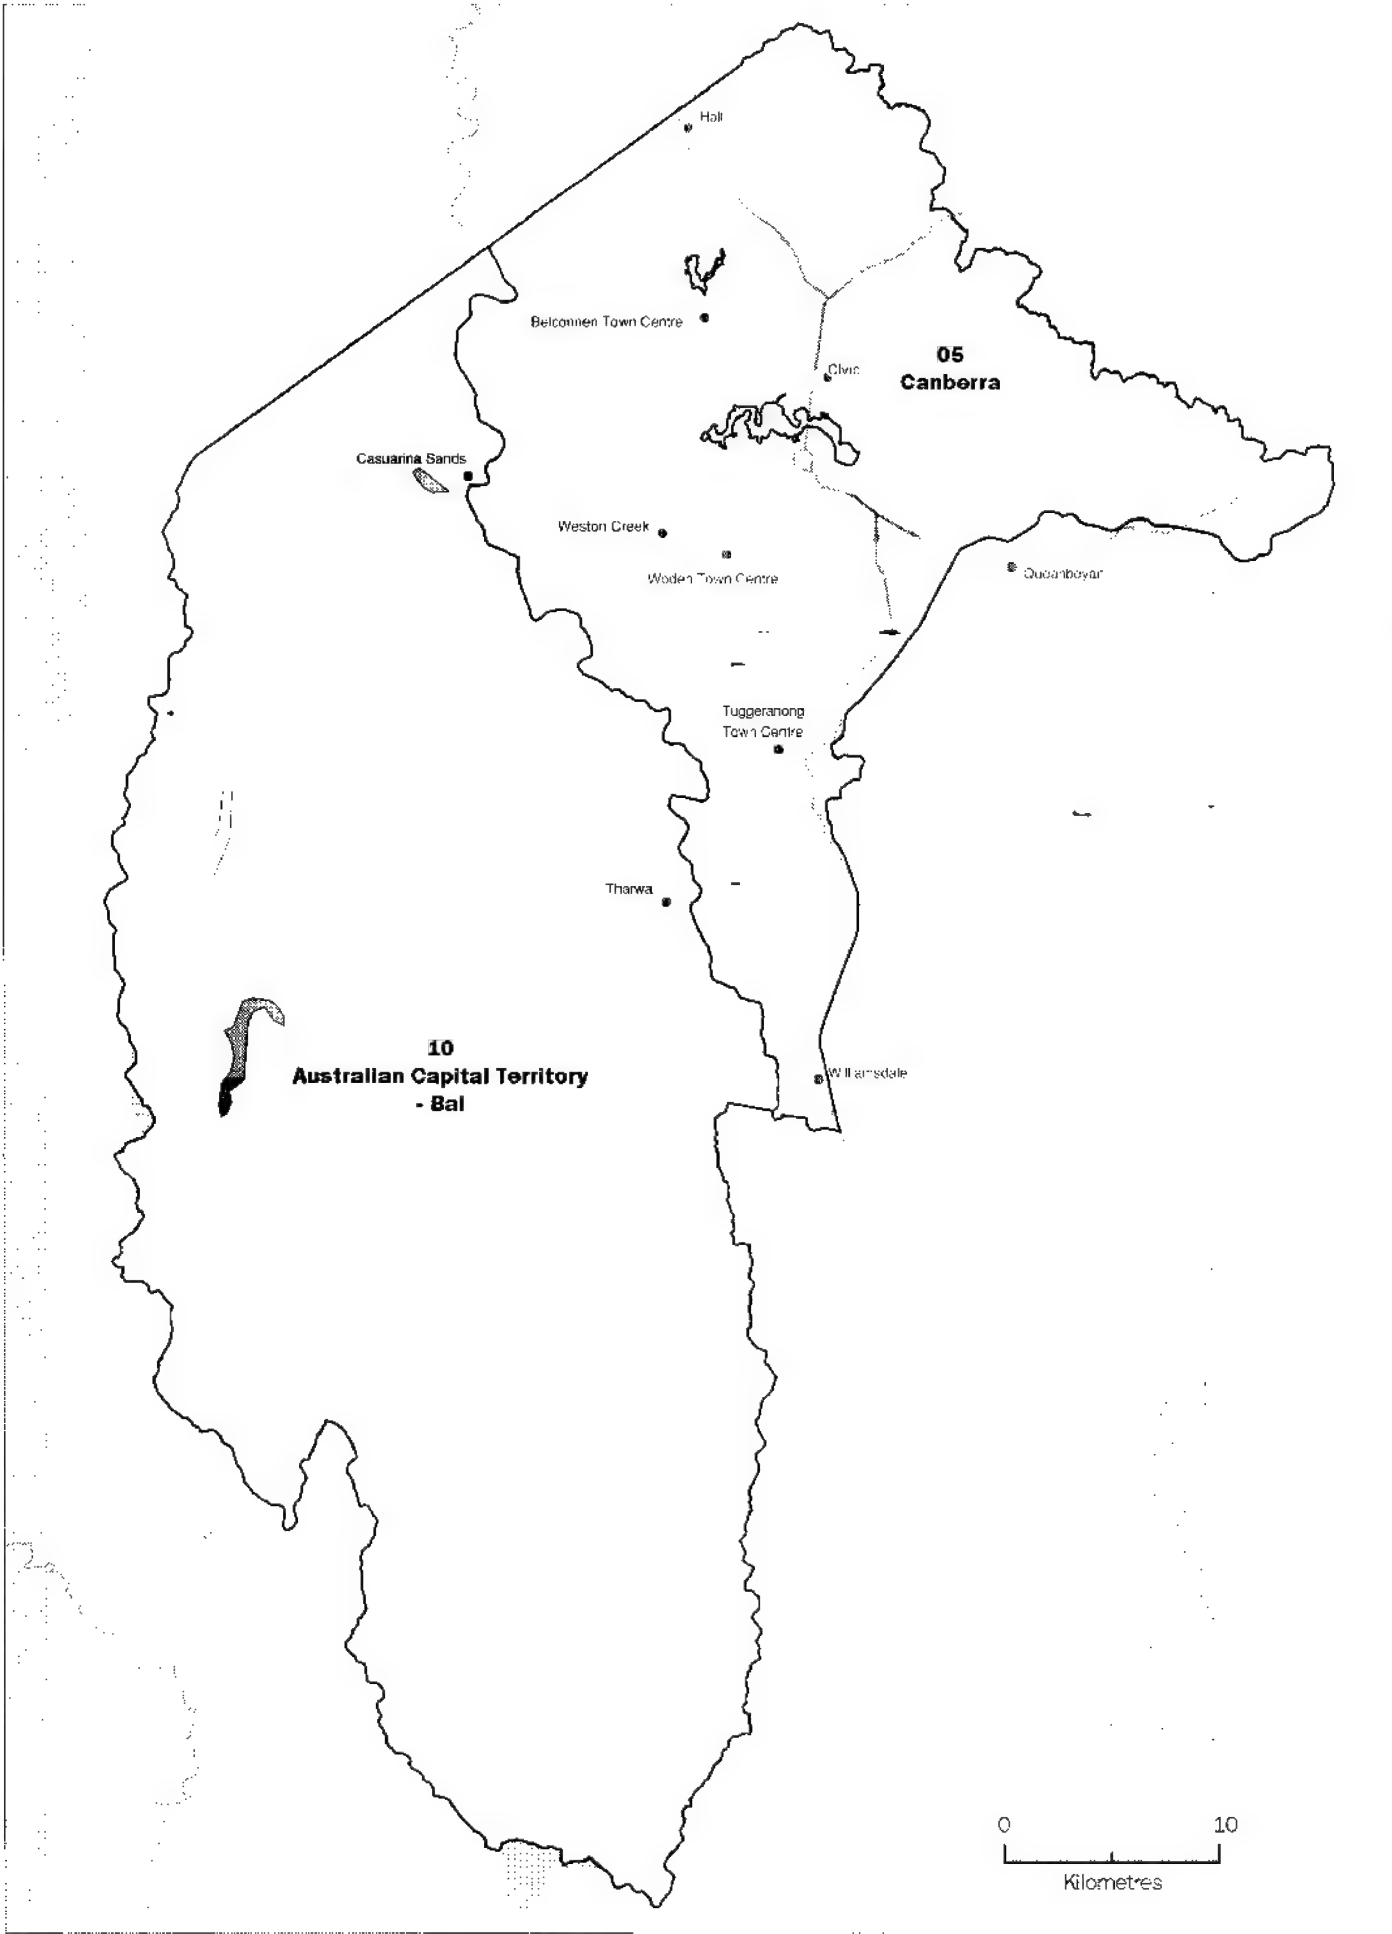 Hall
Belconnen Town Centre
05
Canberra
Civic
Casuarina Sands
Weston Creek
Woden Town Centre
Queanbeyan
Tuggeranong
Town Centre
Tharwa
10
Australian Capital Territory
- Bal
Williamsdale
0 10
Kilometres